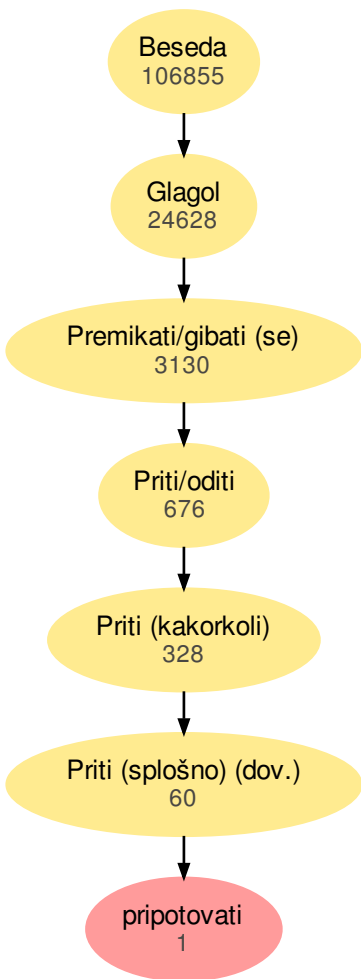 Beseda
106855
Glagol
24628
Premikati/gibati (se)
3130
Priti/oditi
676
Priti (kakorkoli)
328
Priti (splošno) (dov.)
60
pripotovati
1